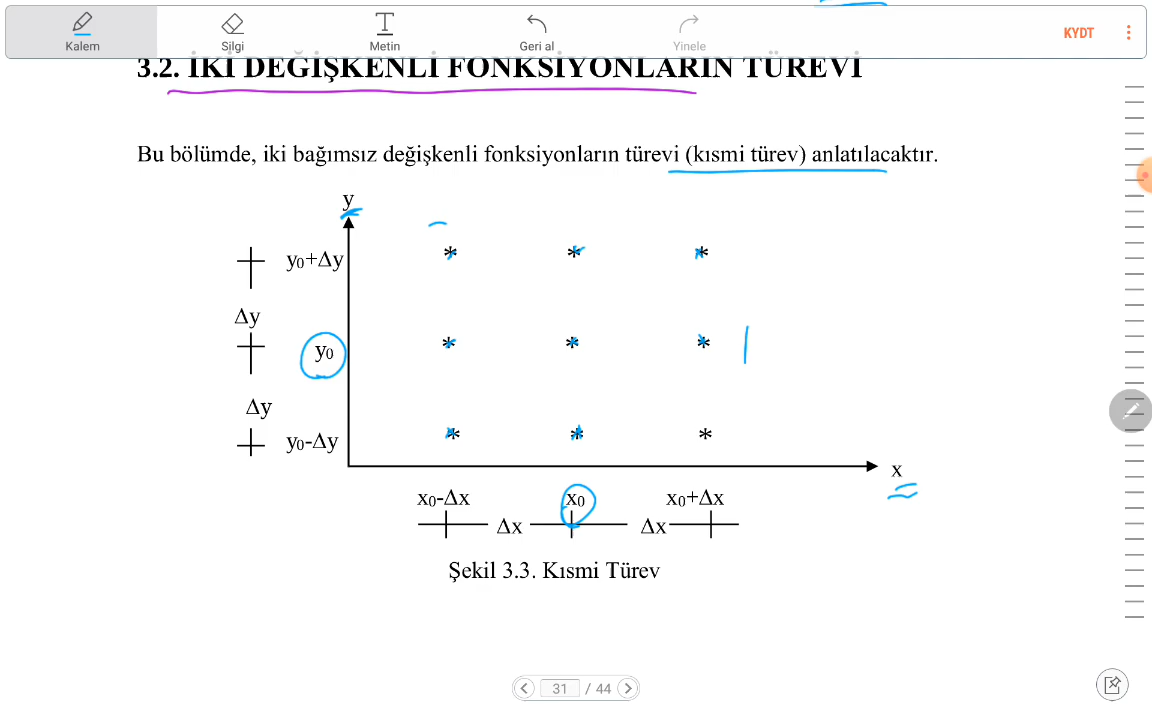 Kalem Silgi Metin Geri al Yinele KYDT
3.2. İKİ DEĞİŞKENLİ FONKSİYONLARIN TÜREVİ
Bu bölümde, iki bağımsız değişkenli fonksiyonların türevi (kısmi türev) anlatılacaktır.
y
y₀+Δy * * *
Δy
y₀ * * *
Δy
y₀-Δy * * *
x
x₀-Δx x₀ x₀+Δx
Δx Δx
Şekil 3.3. Kısmi Türev
31 / 44